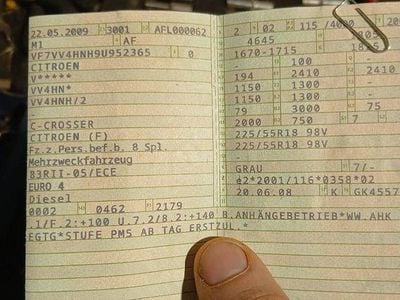 22.05.2009 3001 AFL000062
M1 AF
VF7VV4HNH9U952365 0
CITROEN
V*****
VV4HN*
VV4HNH/2
-
C-CROSSER
CITROEN (F)
Fz.z.Pers.bef.b. 8 Spl.
Mehrzweckfahrzeug
83RII-05/ECE
EURO 4
Diesel
0002 0462 2179
2 02 115 /4000
4645 1805
1670-1715
- 100 -
194 2410 2410
1150 1300 -
1150 1300 -
79 3000 75
2000 750 7
225/55R18 98V
225/55R18 98V
-
GRAU 7/-
e2*2001/116*0358*02
20.06.08 K GK4557
.1/F.2:+100 U.7.2/8.2:+140 B.ANHÄNGEBETRIEB*WW.AHK
EGTG*STUFE PM5 AB TAG ERSTZUL.*